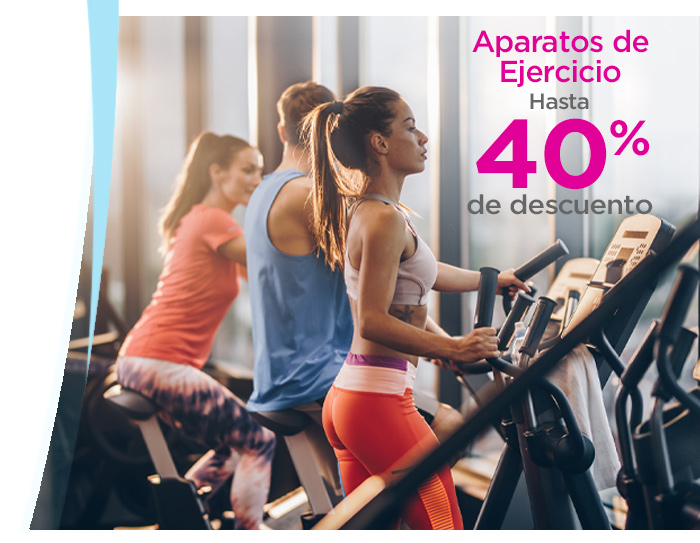 Aparatos de
Ejercicio
Hasta
40%
de descuento